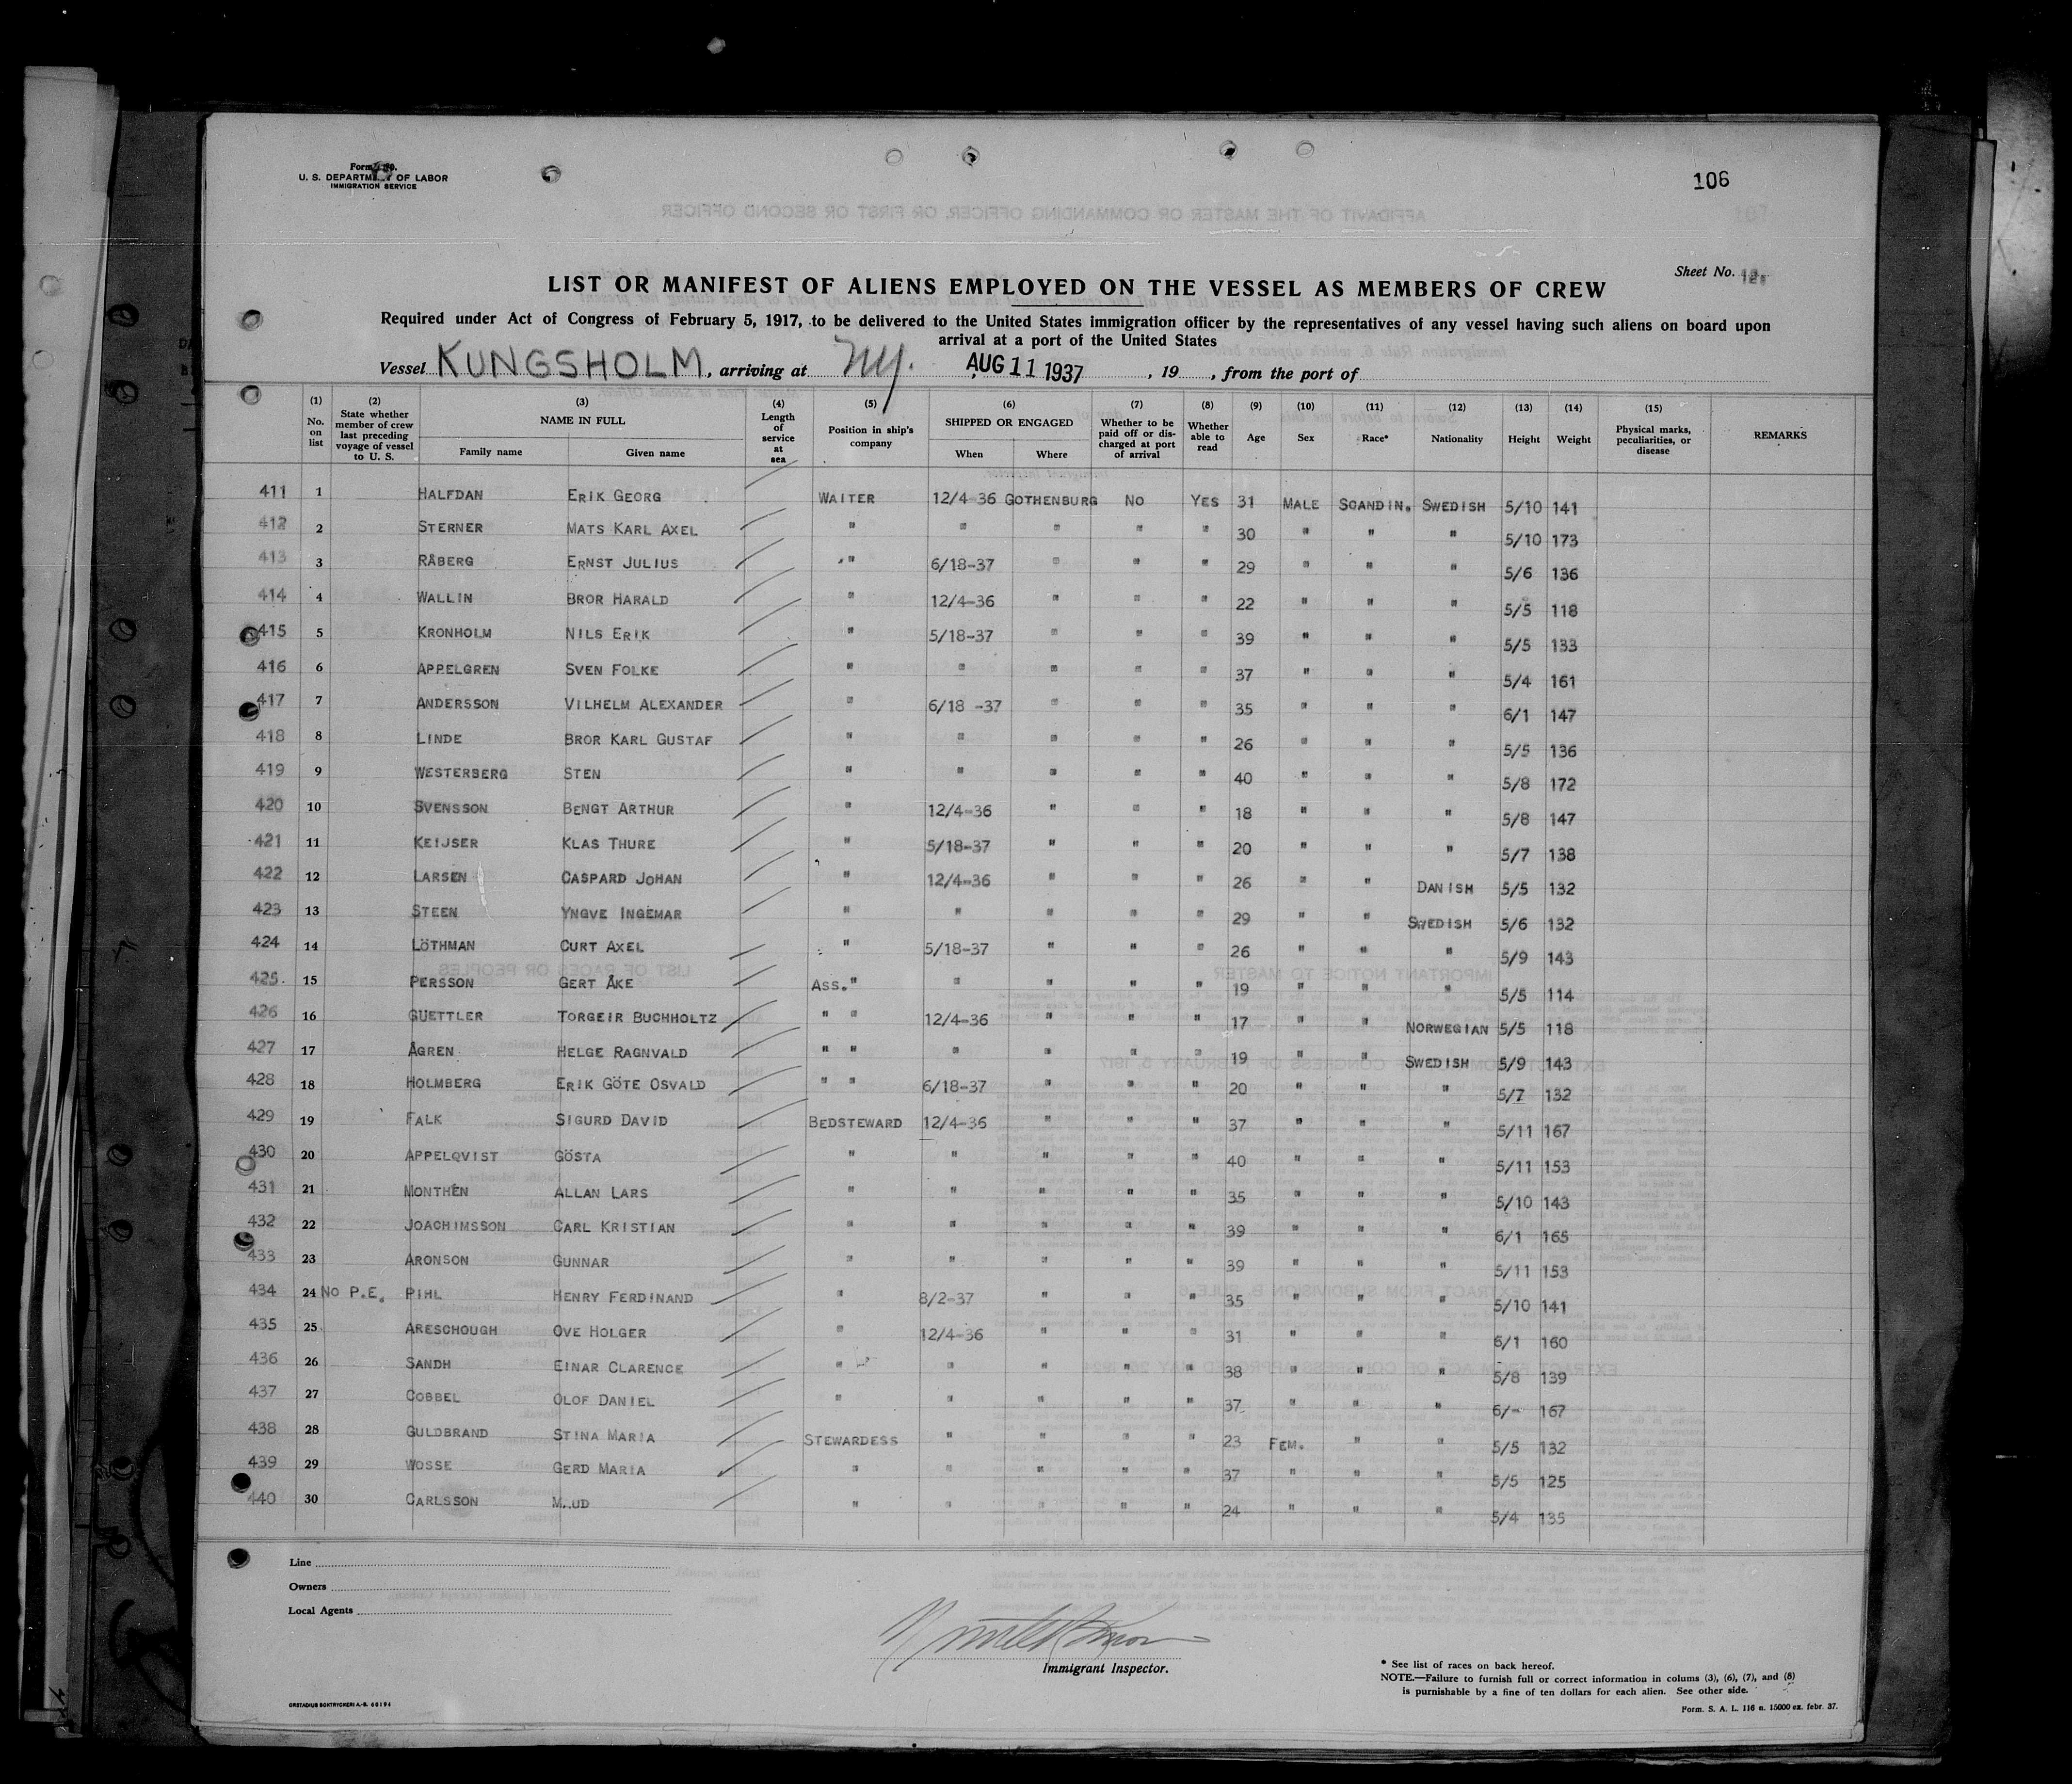 U. S. DEPARTMENT OF LABOR
IMMIGRATION SERVICE
106
Sheet No. 12.
LIST OR MANIFEST OF ALIENS EMPLOYED ON THE VESSEL AS MEMBERS OF CREW
Required under Act of Congress of February 5, 1917, to be delivered to the United States immigration officer by the representatives of any vessel having such aliens on board upon
arrival at a port of the United States
Vessel KUNGSHOLM, arriving at NY. AUG 11 1937, 19 , from the port of
(1) No. on list (2) State whether member of crew last preceding voyage of vessel to U. S. (3) NAME IN FULL Family name Given name (4) Length of service at sea (5) Position in ship's company (6) SHIPPED OR ENGAGED When Where (7) Whether to be paid off or discharged at port of arrival (8) Whether able to read (9) Age (10) Sex (11) Race* (12) Nationality (13) Height (14) Weight (15) Physical marks, peculiarities, or disease REMARKS
411 1 HALFDAN ERIK GEORG WAITER 12/4-36 GOTHENBURG NO YES 31 MALE SCANDIN. SWEDISH 5/10 141
412 2 STERNER MATS KARL AXEL " " " " " 30 " " " 5/10 173
413 3 RÅBERG ERNST JULIUS " 6/18-37 " " " 29 " " " 5/6 136
414 4 WALLIN BROR HARALD " 12/4-36 " " " 22 " " " 5/5 118
415 5 KRONHOLM NILS ERIK " 5/18-37 " " " 39 " " " 5/5 133
416 6 APPELGREN SVEN FOLKE " " " " " 37 " " " 5/4 161
417 7 ANDERSSON VILHELM ALEXANDER " 6/18 -37 " " " 35 " " " 6/1 147
418 8 LINDE BROR KARL GUSTAF " " " " " 26 " " " 5/5 136
419 9 WESTERBERG STEN " " " " " 40 " " " 5/8 172
420 10 SVENSSON BENGT ARTHUR " 12/4-36 " " " 18 " " " 5/8 147
421 11 KEIJSER KLAS THURE " 5/18-37 " " " 20 " " " 5/7 138
422 12 LARSEN CASPARD JOHAN " 12/4-36 " " " 26 " " DANISH 5/5 132
423 13 STEEN YNGVE INGEMAR " " " " " 29 " " SWEDISH 5/6 132
424 14 LÖTHMAN CURT AXEL " 5/18-37 " " " 26 " " " 5/9 143
425. 15 PERSSON GERT ÅKE ASS. " " " " " 19 " " " 5/5 114
426 16 GUETTLER TORGEIR BUCHHOLTZ " " 12/4-36 " " " 17 " " NORWEGIAN 5/5 118
427 17 ÅGREN HELGE RAGNVALD " " " " " " 19 " " SWEDISH 5/9 143
428 18 HOLMBERG ERIK GÖTE OSVALD " " 6/18-37 " " " 20 " " " 5/7 132
429 19 FALK SIGURD DAVID BEDSTEWARD 12/4-36 " " " 37 " " " 5/11 167
430 20 APPELQVIST GÖSTA " " " " " 40 " " " 5/11 153
431 21 MONTHÉN ALLAN LARS " " " " " 35 " " " 5/10 143
432 22 JOACHIMSSON CARL KRISTIAN " " " " " 39 " " " 6/1 165
433 23 ARONSON GUNNAR " " " " " 39 " " " 5/11 153
434 24 NO P.E. PIHL HENRY FERDINAND " 8/2-37 " " " 35 " " " 5/10 141
435 25 ARESCHOUGH OVE HOLGER " 12/4-36 " " " 31 " " " 6/1 160
436 26 SANDH EINAR CLARENCE " " " " " 38 " " " 5/8 139
437 27 COBBEL OLOF DANIEL " " " " " 37 " " " 6/- 167
438 28 GULDBRAND STINA MARIA STEWARDESS " " " " 23 FEM. " " 5/5 132
439 29 WOSSE GERD MARIA " " " " " 37 " " " 5/5 125
440 30 CARLSSON M..UD " " " " " 24 " " " 5/4 135
Line
Owners
Local Agents
Immigrant Inspector.
* See list of races on back hereof.
NOTE.—Failure to furnish full or correct information in colums (3), (6), (7), and (8)
is purnishable by a fine of ten dollars for each alien. See other side.
Form. S. A. L. 116 n. 15000 ex. febr. 37.